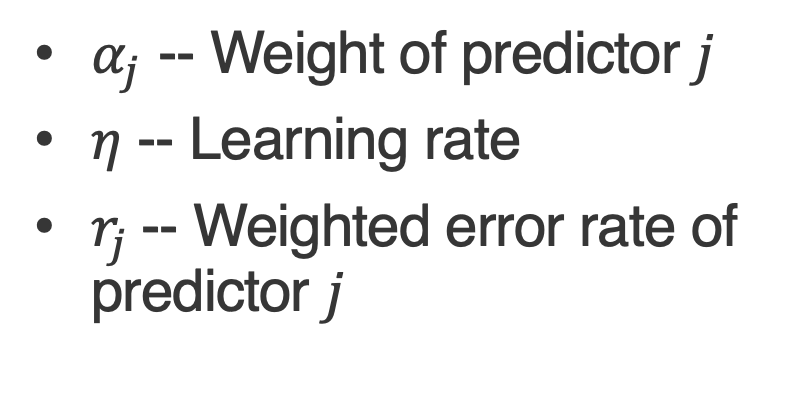 • αⱼ -- Weight of predictor j
• η -- Learning rate
• rⱼ -- Weighted error rate of
predictor j